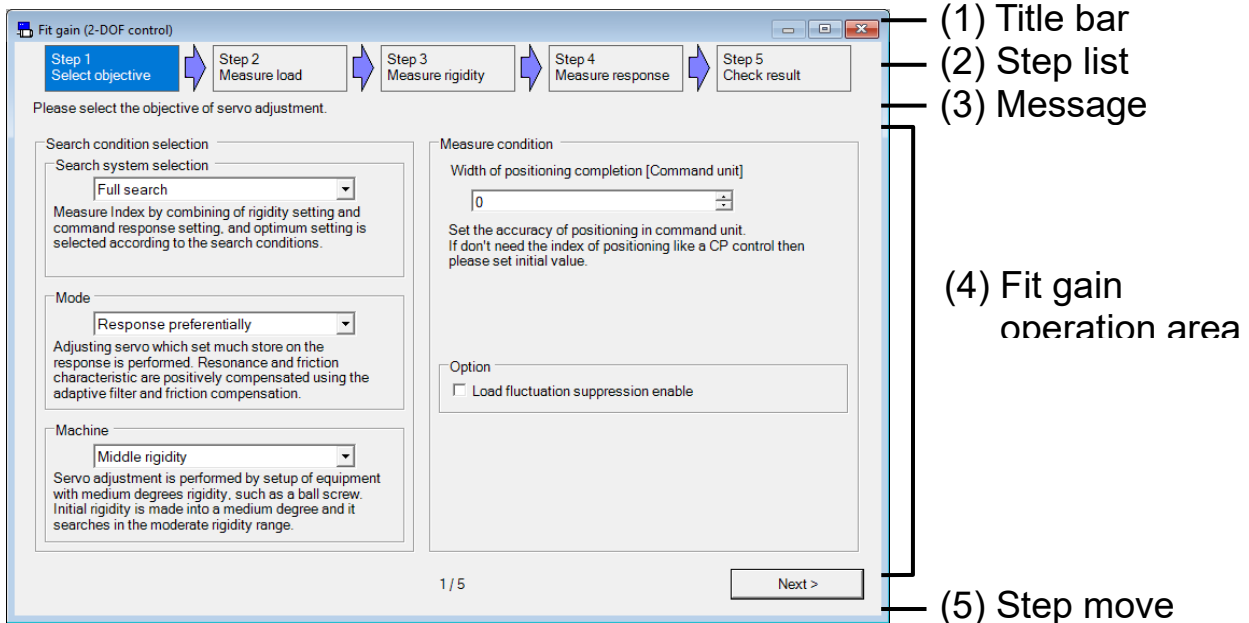 Fit gain (2-DOF control)
(1) Title bar
Step 1
Select objective
Step 2
Measure load
Step 3
Measure rigidity
Step 4
Measure response
Step 5
Check result
(2) Step list
Please select the objective of servo adjustment.
(3) Message
Search condition selection
Search system selection
Full search
Measure Index by combining of rigidity setting and
command response setting, and optimum setting is
selected according to the search conditions.
Mode
Response preferentially
Adjusting servo which set much store on the
response is performed. Resonance and friction
characteristic are positively compensated using the
adaptive filter and friction compensation.
Machine
Middle rigidity
Servo adjustment is performed by setup of equipment
with medium degrees rigidity, such as a ball screw.
Initial rigidity is made into a medium degree and it
searches in the moderate rigidity range.
Measure condition
Width of positioning completion [Command unit]
0
Set the accuracy of positioning in command unit.
If don't need the index of positioning like a CP control then
please set initial value.
Option
Load fluctuation suppression enable
(4) Fit gain
operation area
1 / 5
Next >
(5) Step move